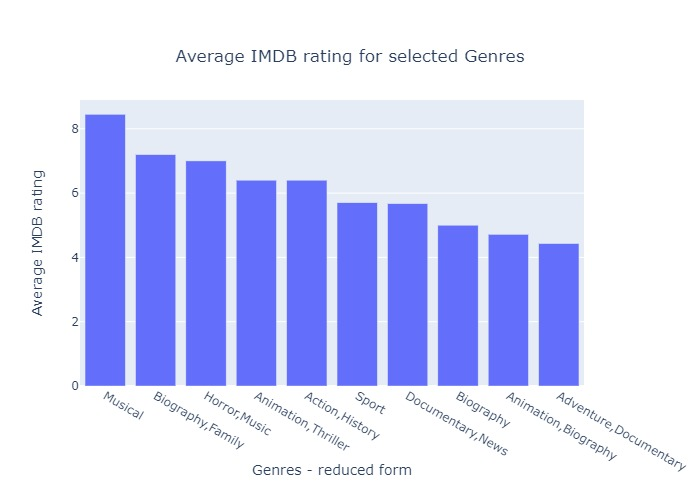 Average IMDB rating for selected Genres
Average IMDB rating
8
6
4
2
0
Musical
Biography,Family
Horror,Music
Animation,Thriller
Action,History
Sport
Documentary,News
Biography
Animation,Biography
Adventure,Documentary
Genres - reduced form